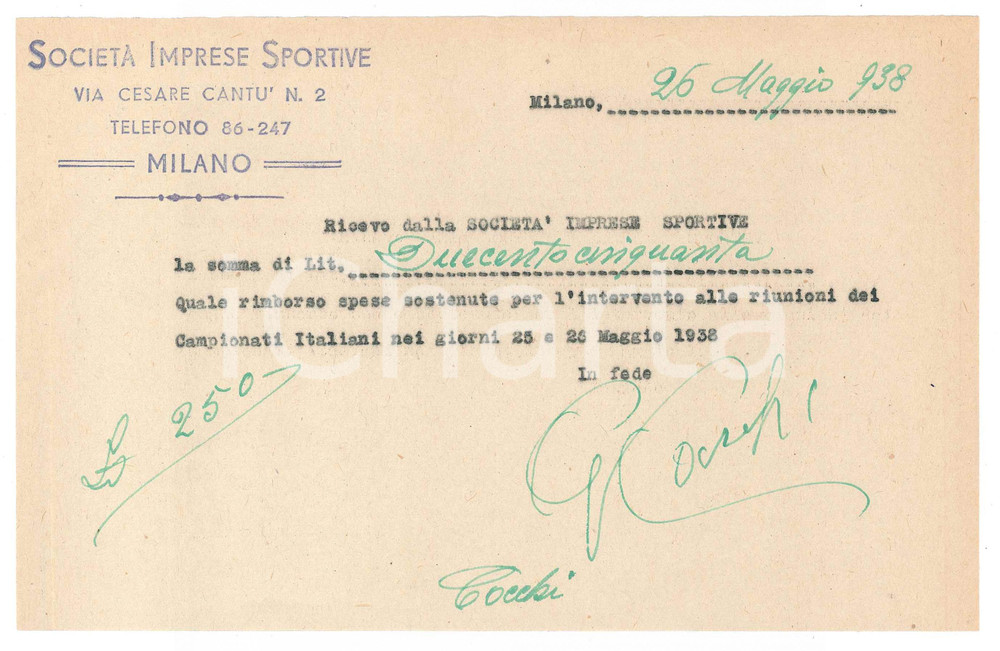 SOCIETÀ IMPRESE SPORTIVE
VIA CESARE CANTU' N. 2
TELEFONO 86-247
MILANO
Milano, 26 Maggio 938
Ricevo dalla SOCIETA' IMPRESE SPORTIVE
la somma di Lit. Duecentocinquanta
Quale rimborso spese sostenute per l'intervento alle riunioni dei
Campionati Italiani nei giorni 25 e 26 Maggio 1938
In fede
£ 250-
Cocchi
iCharta